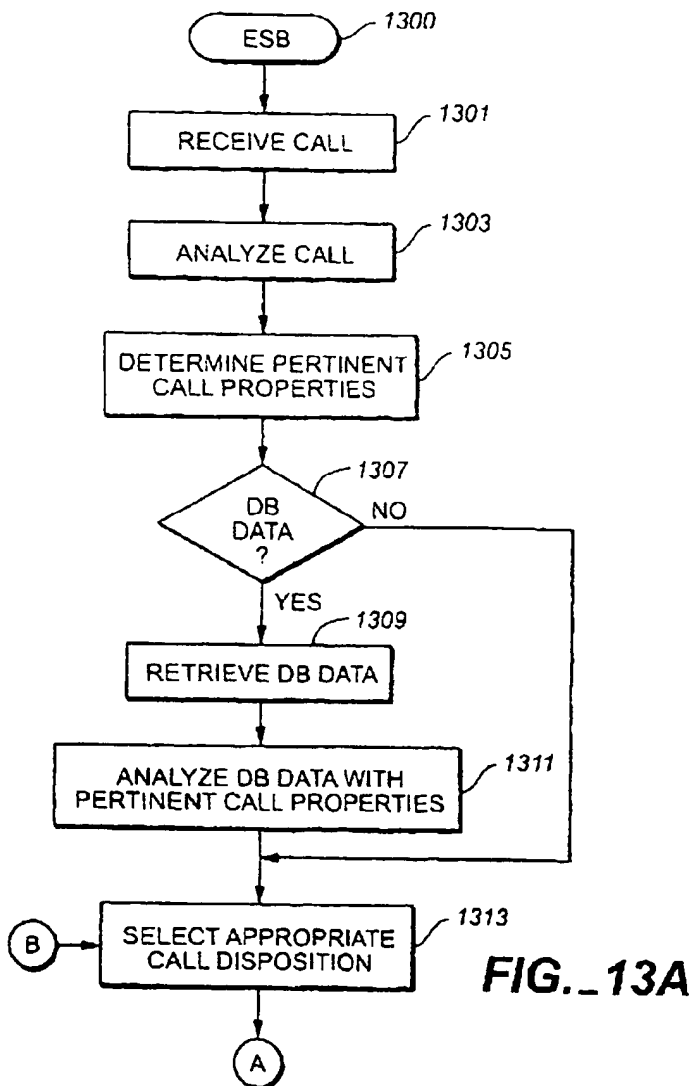 ESB
1300
RECEIVE CALL
1301
ANALYZE CALL
1303
DETERMINE PERTINENT
CALL PROPERTIES
1305
1307
DB
DATA
?
NO
YES
1309
RETRIEVE DB DATA
ANALYZE DB DATA WITH
PERTINENT CALL PROPERTIES
1311
B
SELECT APPROPRIATE
CALL DISPOSITION
1313
FIG._13A
A